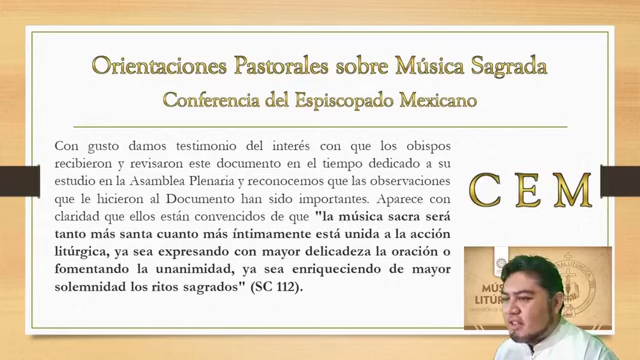 Orientaciones Pastorales sobre Música Sagrada
Conferencia del Espiscopado Mexicano
Con gusto damos testimonio del interés con que los obispos
recibieron y revisaron este documento en el tiempo dedicado a su
estudio en la Asamblea Plenaria y reconocemos que las observaciones
que le hicieron al Documento han sido importantes. Aparece con
claridad que ellos están convencidos de que "la música sacra será
tanto más santa cuanto más íntimamente está unida a la acción
litúrgica, ya sea expresando con mayor delicadeza la oración o
fomentando la unanimidad, ya sea enriqueciendo de mayor
solemnidad los ritos sagrados" (SC 112).
C E M